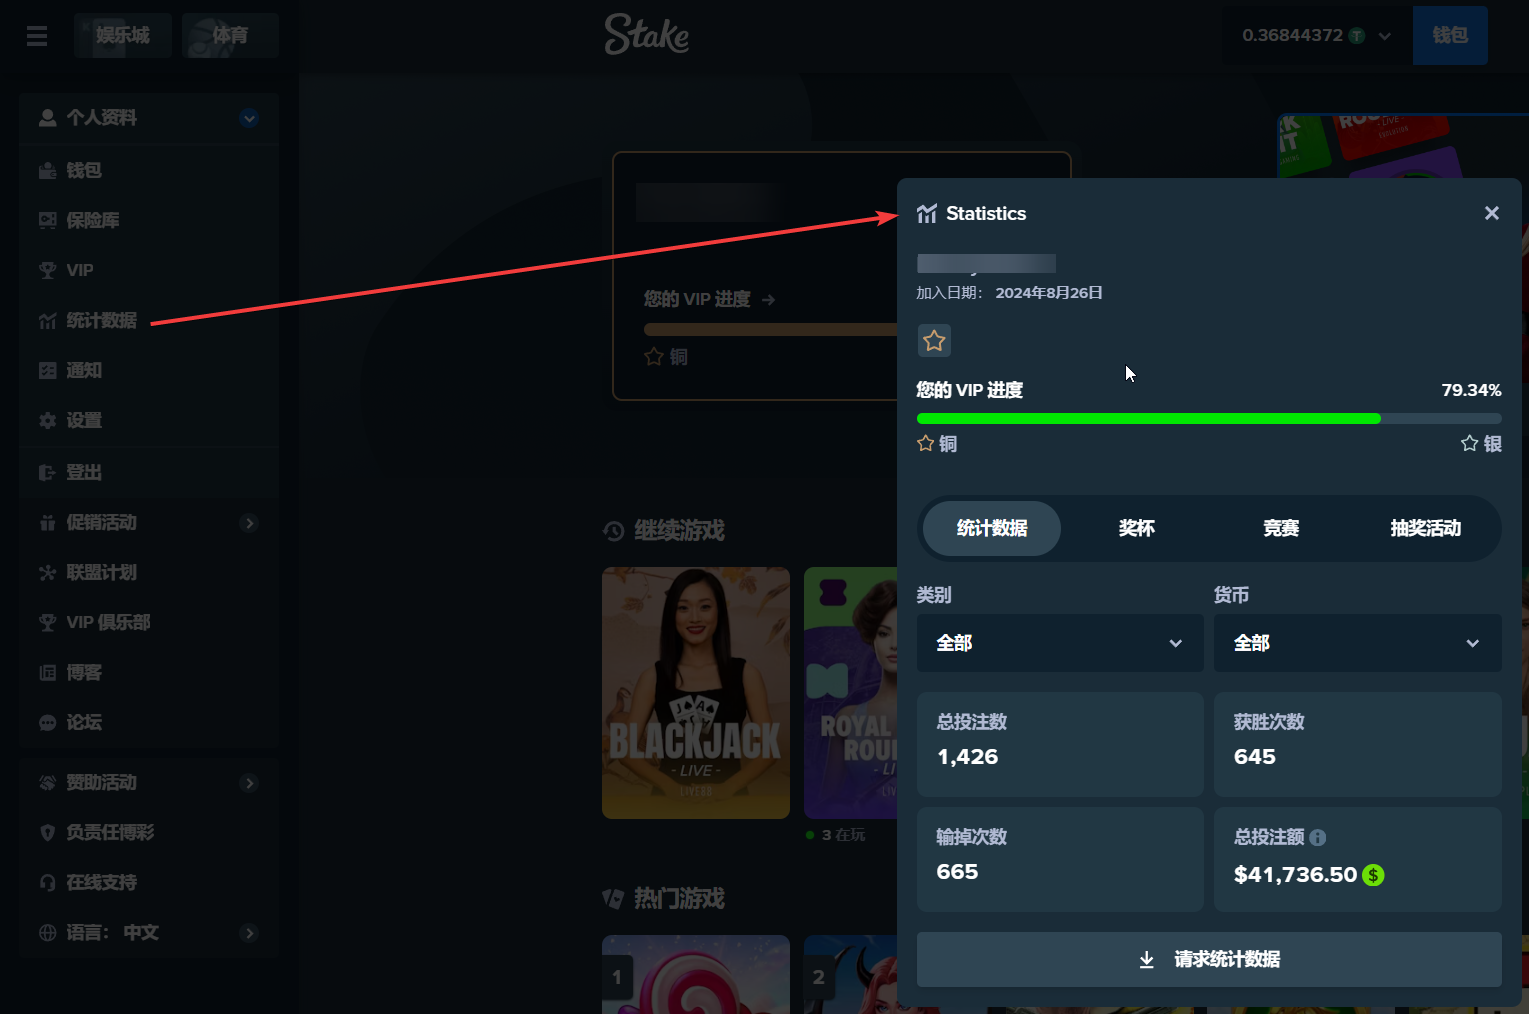 娱乐城
体育
Stake
0.36844372
钱包
个人资料
钱包
保险库
VIP
统计数据
通知
设置
登出
促销活动
联盟计划
VIP 俱乐部
博客
论坛
赞助活动
负责任博彩
在线支持
语言： 中文
您的 VIP 进度
铜
继续游戏
BLACKJACK
- LIVE -
ROYAL
3 在玩
热门游戏
1
2
LIVE
EVOLUTION
Statistics
加入日期： 2024年8月26日
您的 VIP 进度
79.34%
铜
银
统计数据
奖杯
竞赛
抽奖活动
类别
货币
全部
全部
总投注数
1,426
获胜次数
645
输掉次数
665
总投注额
$41,736.50
请求统计数据